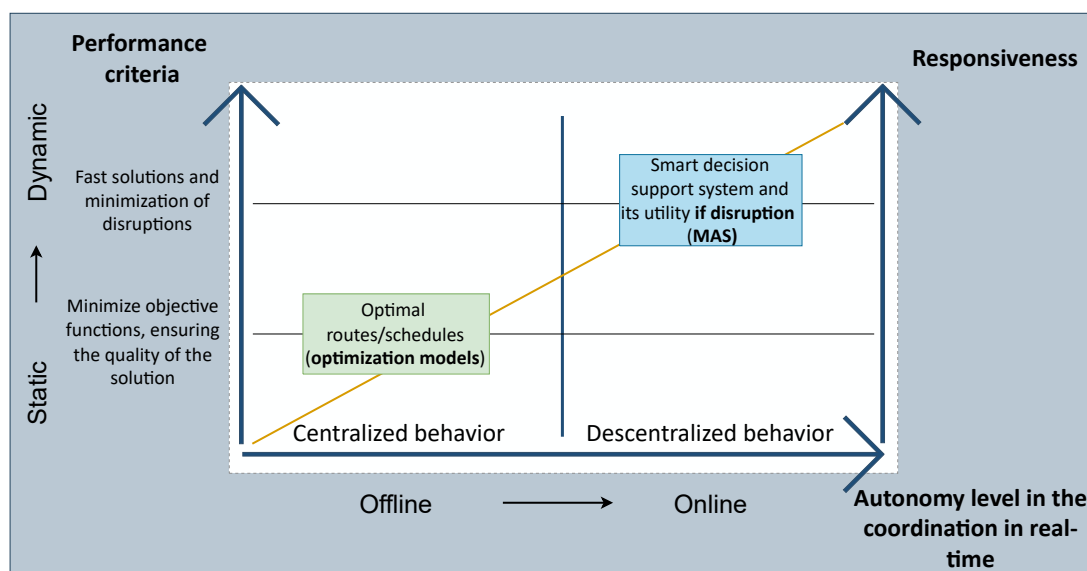 Performance
criteria
Responsiveness
Dynamic
Static
Fast solutions and
minimization of
disruptions
Minimize objective
functions, ensuring
the quality of the
solution
Smart decision
support system and
its utility if disruption
(MAS)
Optimal
routes/schedules
(optimization models)
Centralized behavior
Descentralized behavior
Offline
Online
Autonomy level in the
coordination in real-
time